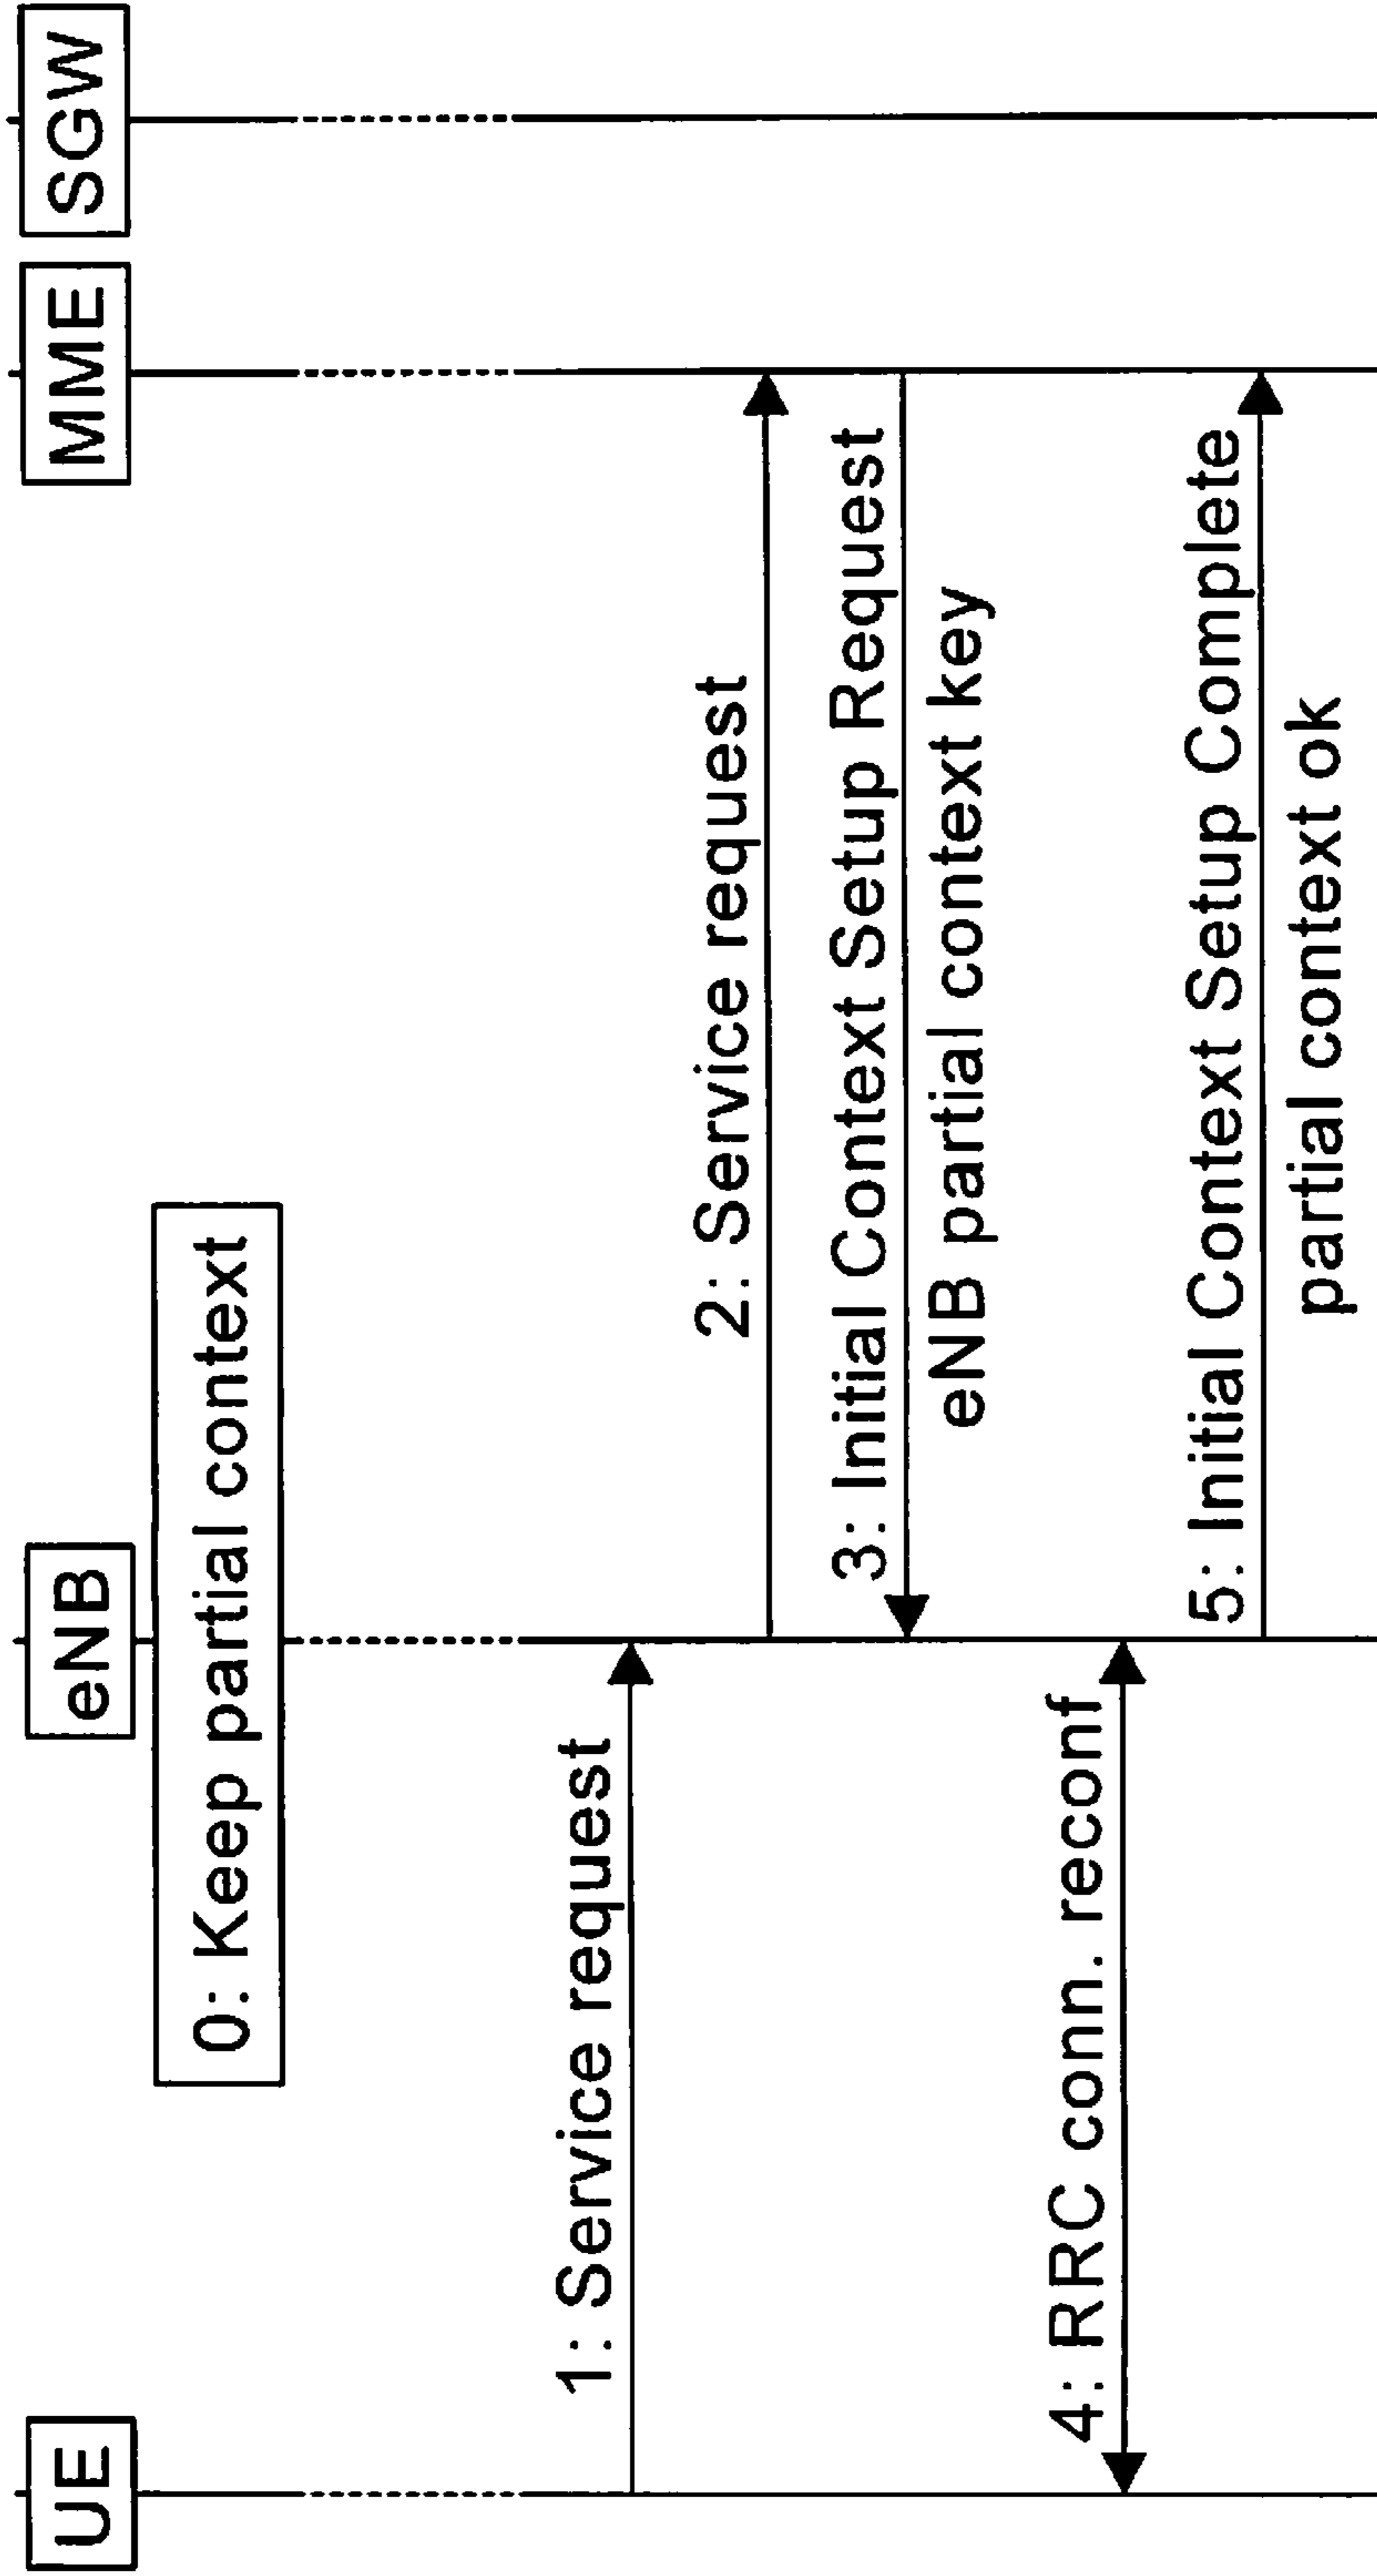 UE
eNB
MME
SGW
0: Keep partial context
1: Service request
2: Service request
3: Initial Context Setup Request
eNB partial context key
4: RRC conn. reconf
5: Initial Context Setup Complete
partial context ok